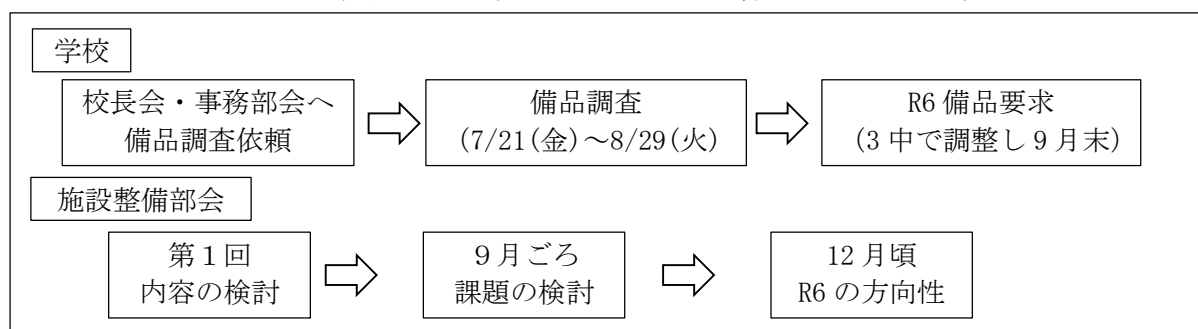 学校
校長会・事務部会へ
備品調査依頼
備品調査
(7/21(金)～8/29(火)
R6 備品要求
(3 中で調整し 9 月末)
施設整備部会
第１回
内容の検討
９月ごろ
課題の検討
12 月頃
R6 の方向性